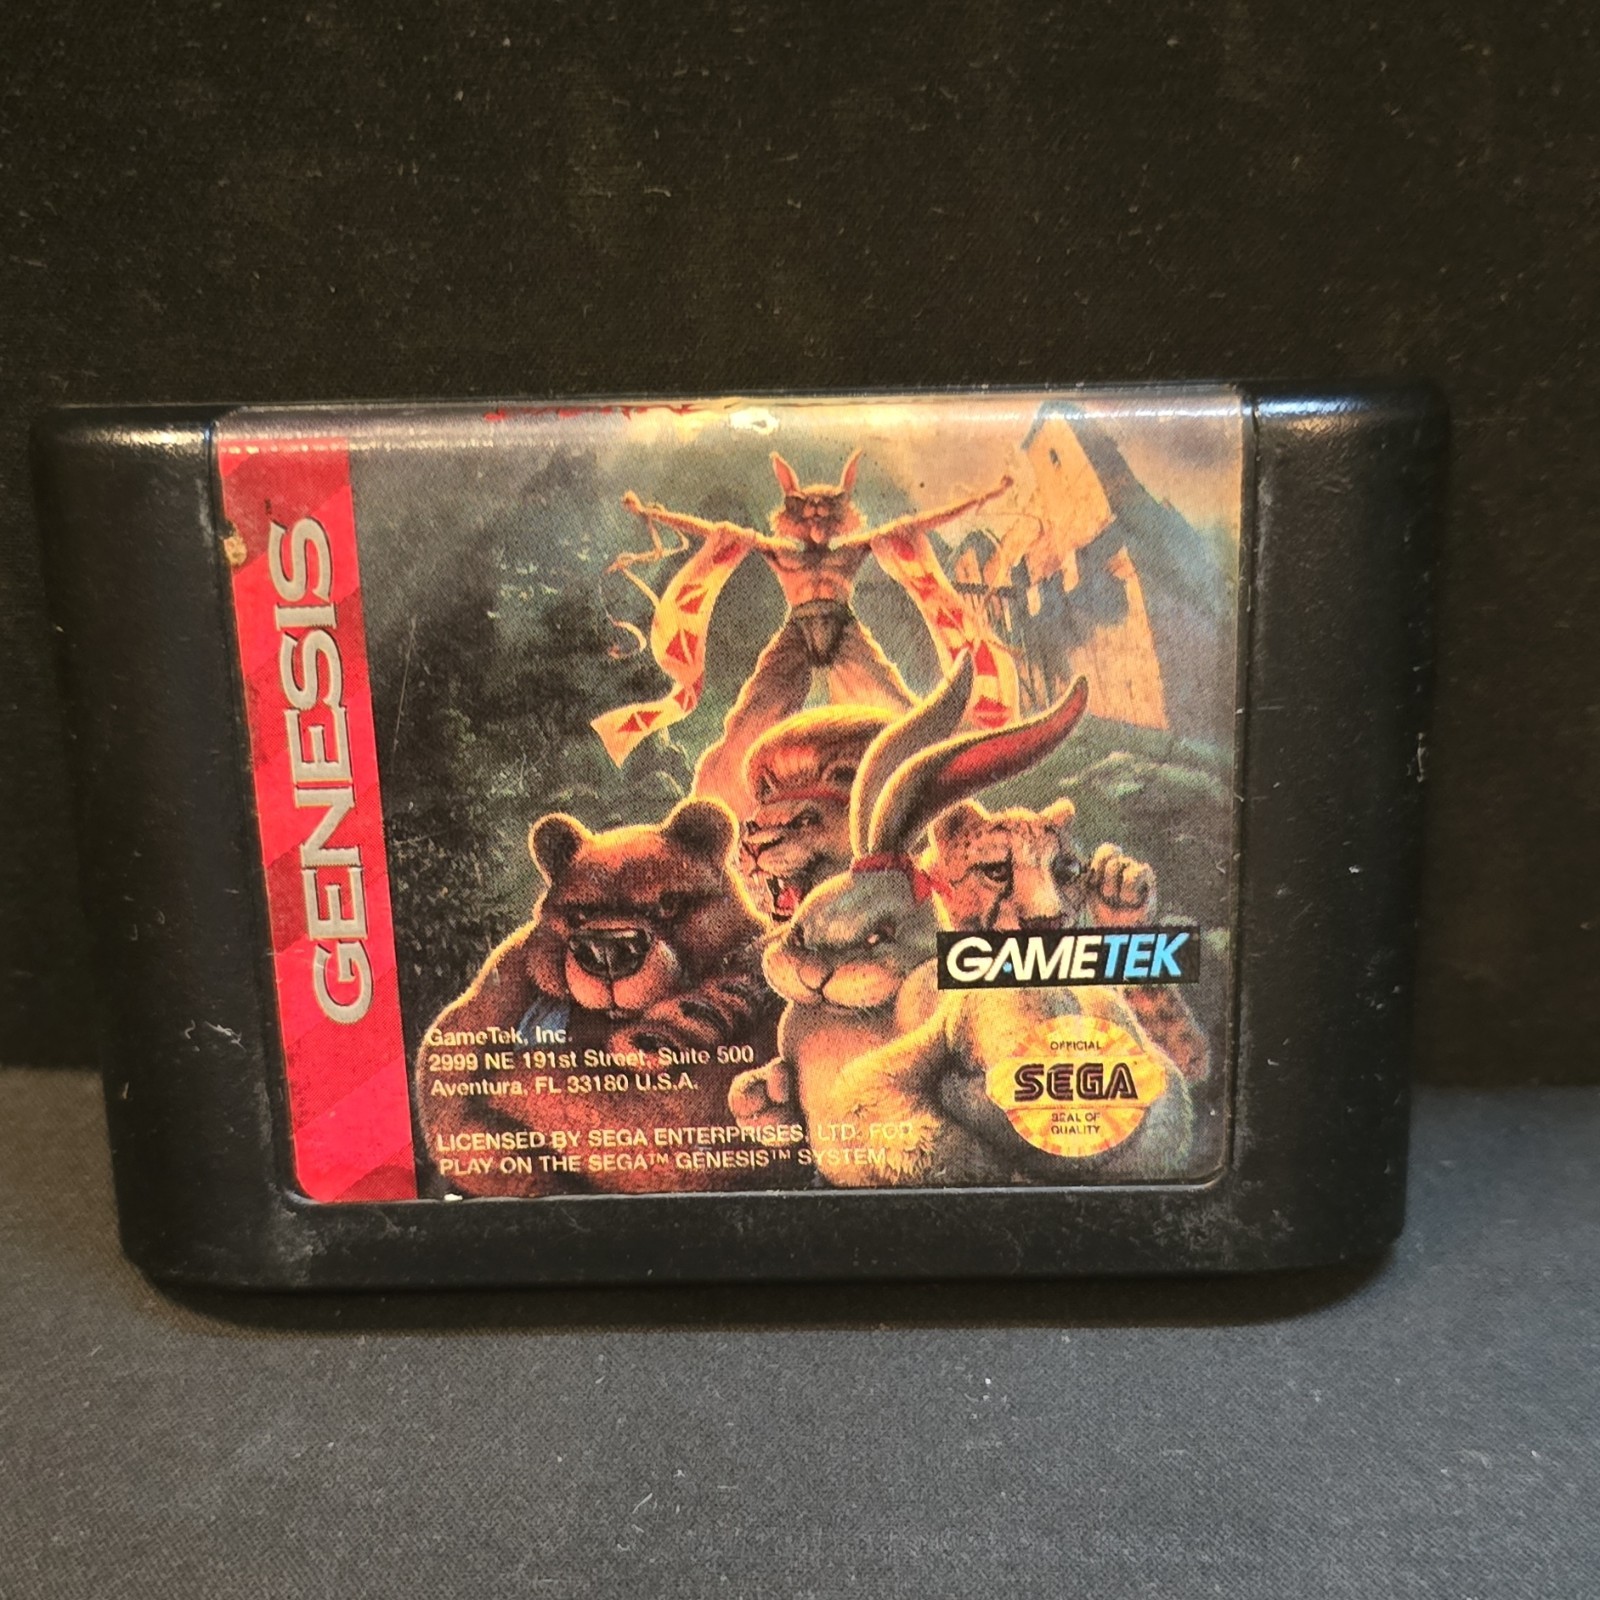 GENESIS™
GAMETEK
GameTek, Inc.
2999 NE 191st Street, Suite 500
Aventura, FL 33180 U.S.A.
LICENSED BY SEGA ENTERPRISES, LTD. FOR
PLAY ON THE SEGA™ GENESIS™ SYSTEM.
OFFICIAL
SEGA
SEAL OF
QUALITY